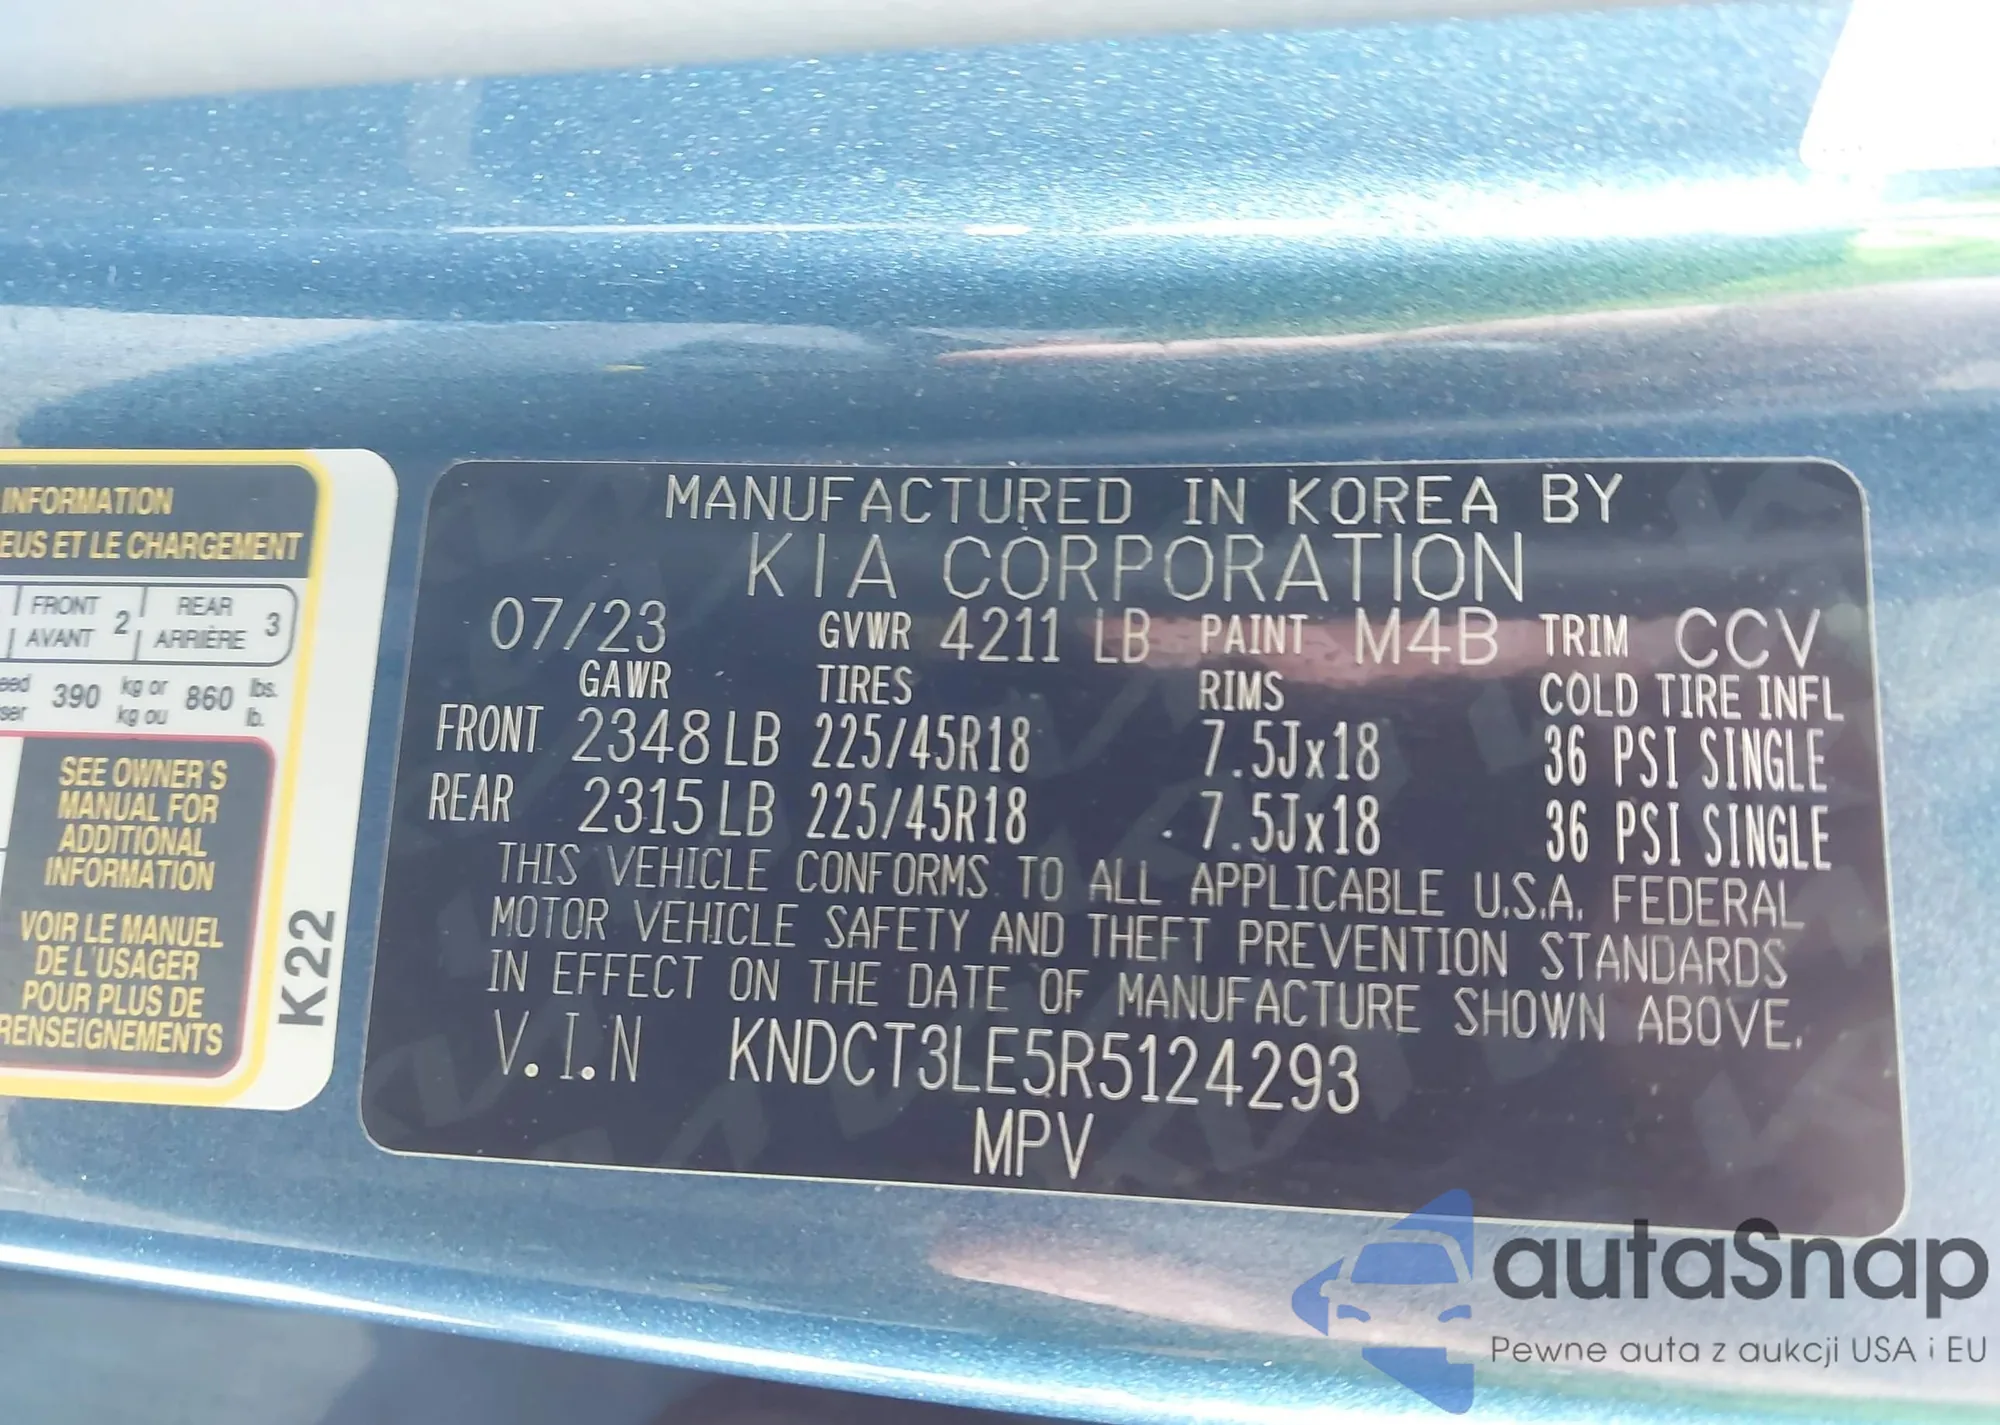 INFORMATION
EUS ET LE CHARGEMENT
FRONT 2 REAR 3
AVANT ARRIÈRE
390 kg or 860 lbs.
kg ou lb.
SEE OWNER'S
MANUAL FOR
ADDITIONAL
INFORMATION
VOIR LE MANUEL
DE L'USAGER
POUR PLUS DE
RENSEIGNEMENTS
K22
MANUFACTURED IN KOREA BY
KIA CORPORATION
07/23 GVWR 4211 LB PAINT M4B TRIM CCV
GAWR TIRES RIMS COLD TIRE INFL
FRONT 2348 LB 225/45R18 7.5Jx18 36 PSI SINGLE
REAR 2315 LB 225/45R18 7.5Jx18 36 PSI SINGLE
THIS VEHICLE CONFORMS TO ALL APPLICABLE U.S.A. FEDERAL
MOTOR VEHICLE SAFETY AND THEFT PREVENTION STANDARDS
IN EFFECT ON THE DATE OF MANUFACTURE SHOWN ABOVE.
V.I.N KNDCT3LE5R5124293
MPV
autaSnap
Pewne auta z aukcji USA i EU